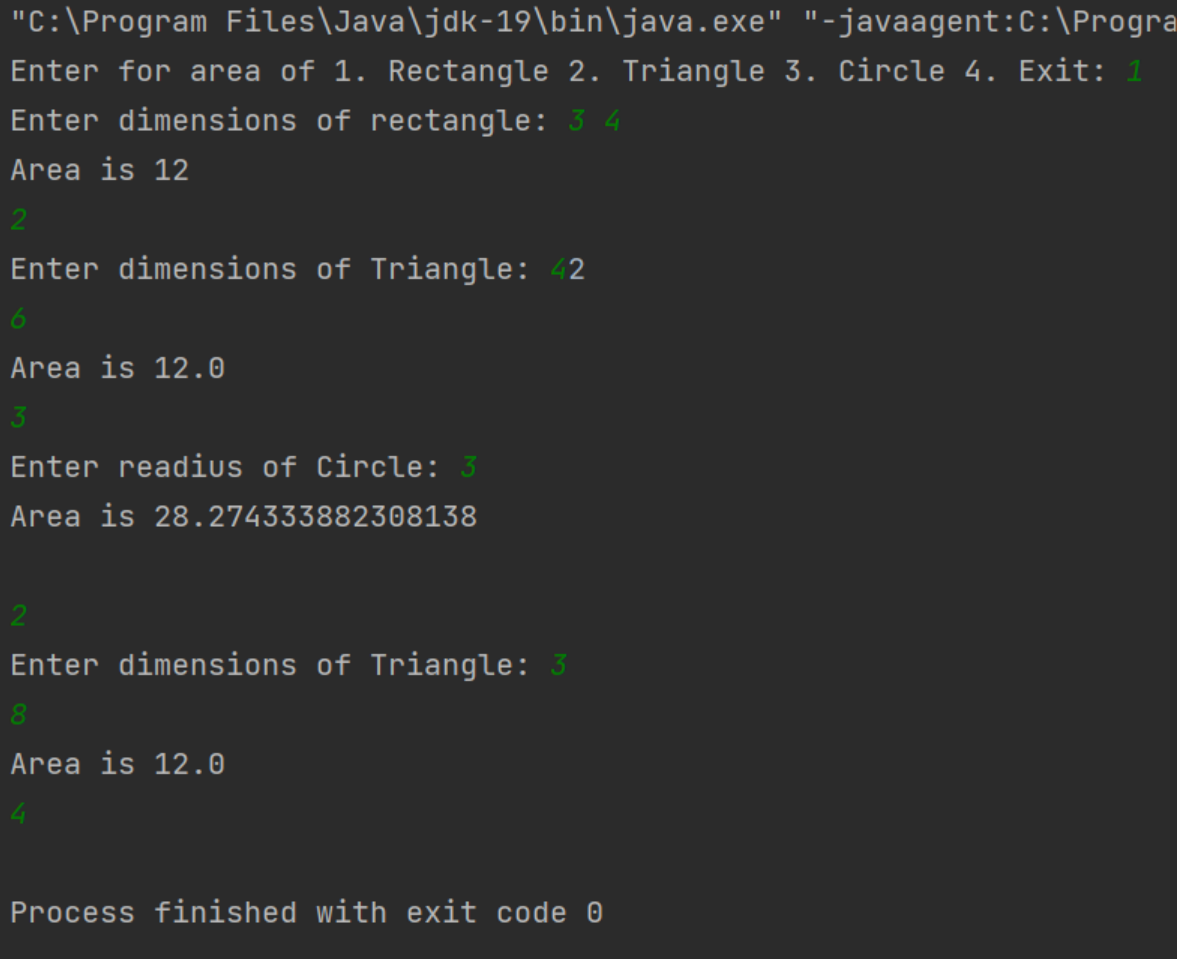 "C:\Program Files\Java\jdk-19\bin\java.exe" "-javaagent:C:\Progra
Enter for area of 1. Rectangle 2. Triangle 3. Circle 4. Exit: 1
Enter dimensions of rectangle: 3 4
Area is 12
2
Enter dimensions of Triangle: 42
6
Area is 12.0
3
Enter readius of Circle: 3
Area is 28.274333882308138
2
Enter dimensions of Triangle: 3
8
Area is 12.0
4
Process finished with exit code 0